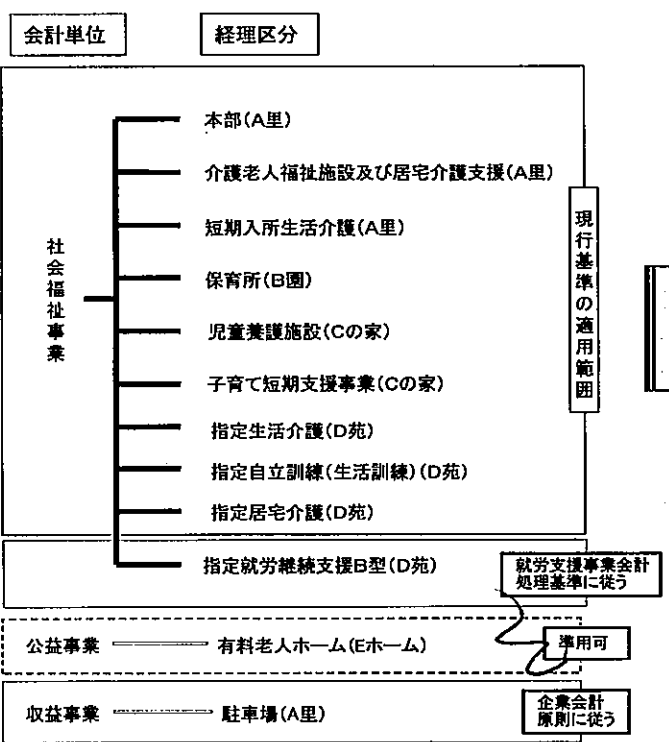 会計単位
経理区分
本部(A里)
介護老人福祉施設及び居宅介護支援(A里)
短期入所生活介護(A里)
保育所(B園)
児童養護施設(Cの家)
子育て短期支援事業(Cの家)
指定生活介護(D苑)
指定自立訓練(生活訓練)(D苑)
指定居宅介護(D苑)
指定就労継続支援B型(D苑)
社会福祉事業
現行基準の適用範囲
就労支援事業会計
処理基準に従う
公益事業
有料老人ホーム(Eホーム)
準用可
収益事業
駐車場(A里)
企業会計
原則に従う